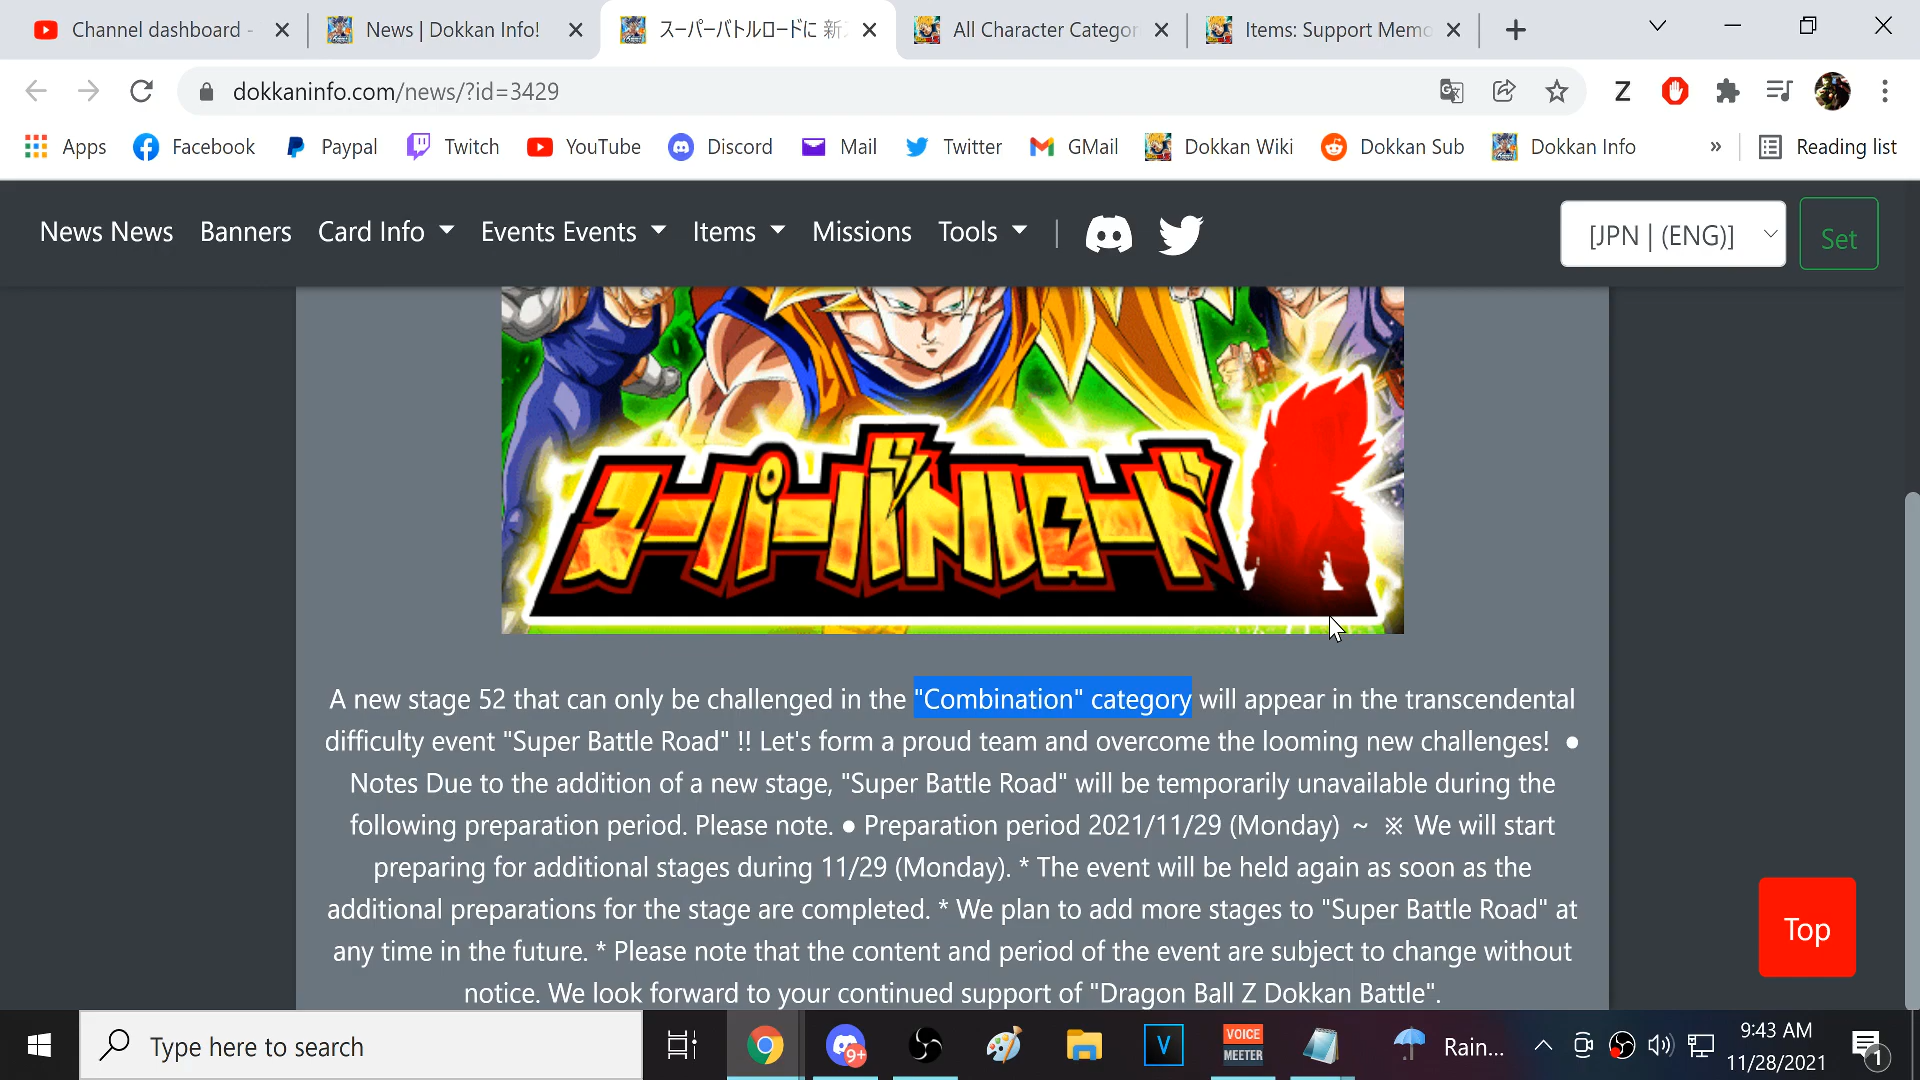 Channel dashboard -
News | Dokkan Info!
スーパーバトルロードに 新
All Character Categor
Items: Support Memo
dokkaninfo.com/news/?id=3429
Z
Apps
Facebook
Paypal
Twitch
YouTube
Discord
Mail
Twitter
GMail
Dokkan Wiki
Dokkan Sub
Dokkan Info
»
Reading list
News News
Banners
Card Info
Events Events
Items
Missions
Tools
|
[JPN | (ENG)]
Set
スーパーバトルロード
A new stage 52 that can only be challenged in the "Combination" category will appear in the transcendental
difficulty event "Super Battle Road" !! Let's form a proud team and overcome the looming new challenges! ●
Notes Due to the addition of a new stage, "Super Battle Road" will be temporarily unavailable during the
following preparation period. Please note. ● Preparation period 2021/11/29 (Monday) ~ ※ We will start
preparing for additional stages during 11/29 (Monday). * The event will be held again as soon as the
additional preparations for the stage are completed. * We plan to add more stages to "Super Battle Road" at
any time in the future. * Please note that the content and period of the event are subject to change without
notice. We look forward to your continued support of "Dragon Ball Z Dokkan Battle".
Top
Type here to search
9+
V
VOICE
MEETER
Rain...
9:43 AM
11/28/2021
1